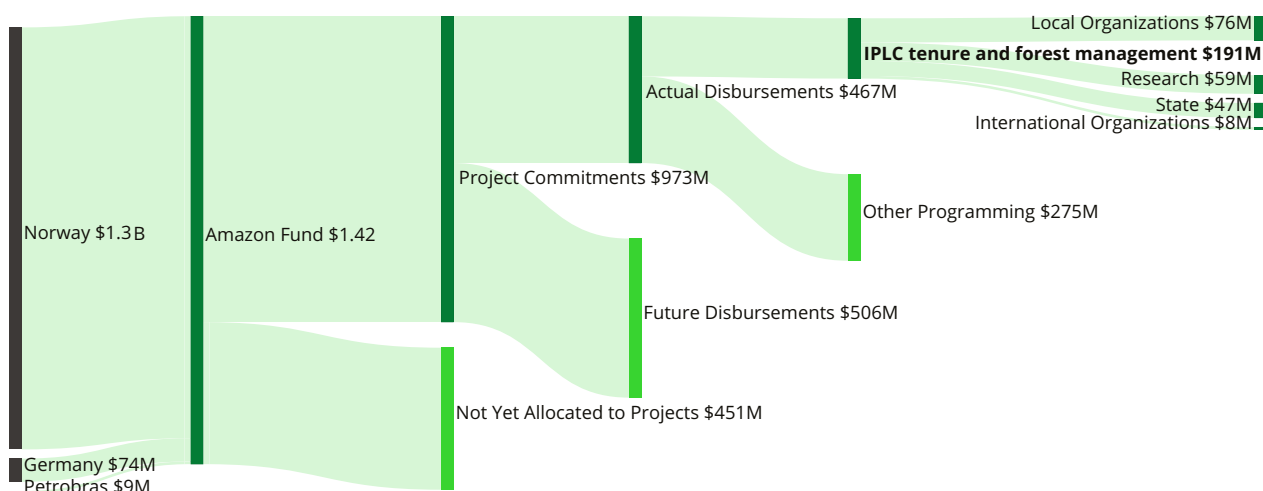 Local Organizations $76M
IPLC tenure and forest management $191M
Research $59M
Actual Disbursements $467M
State $47M
International Organizations $8M
Project Commitments $973M
Other Programming $275M
Norway $1.3B
Amazon Fund $1.42
Future Disbursements $506M
Not Yet Allocated to Projects $451M
Germany $74M
Petrobras $9M